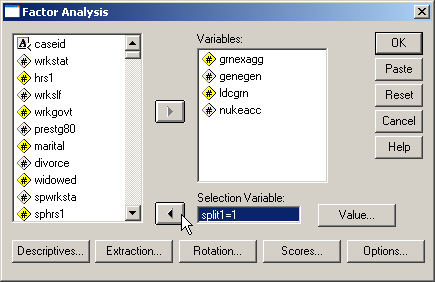 Factor Analysis
caseid
wrkstat
hrs1
wrkslf
wrkgovt
prestg80
marital
divorce
widowed
spwrksta
sphrs1
Variables:
grnexagg
genegen
ldcgrn
nukeacc
Selection Variable:
split1=1
Value...
OK
Paste
Reset
Cancel
Help
Descriptives...
Extraction...
Rotation...
Scores...
Options...